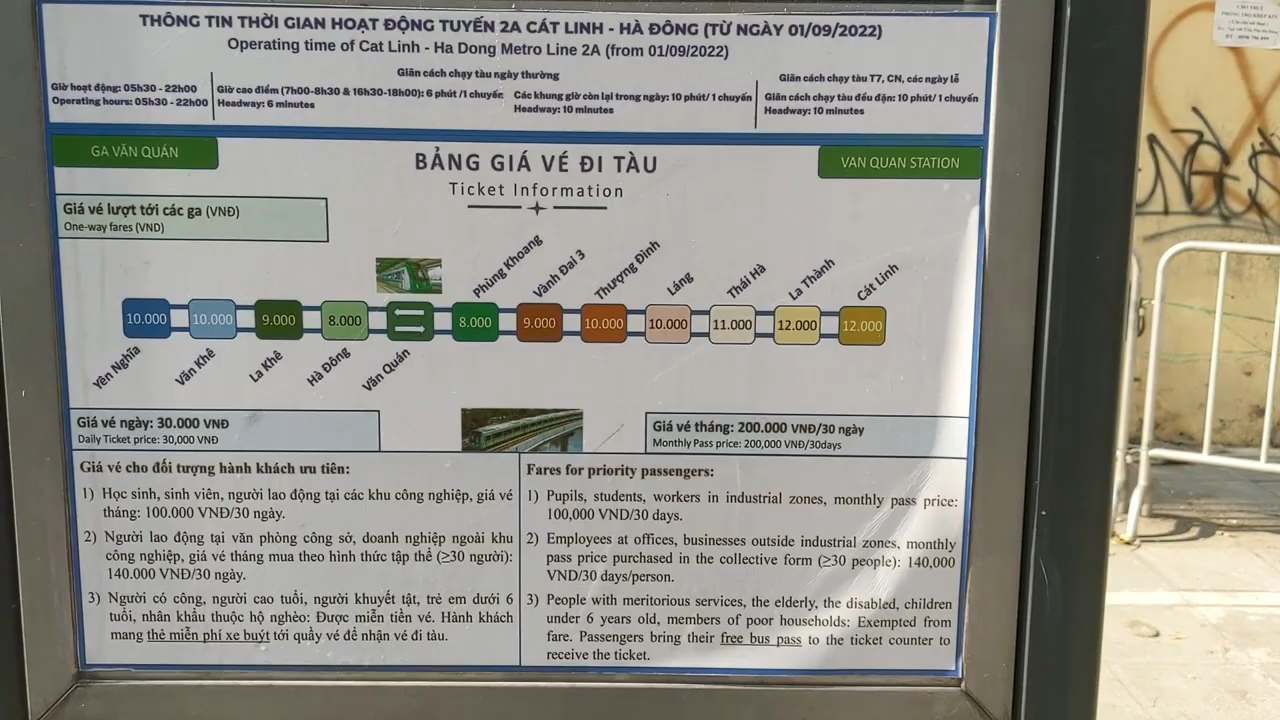 THÔNG TIN THỜI GIAN HOẠT ĐỘNG TUYẾN 2A CÁT LINH - HÀ ĐÔNG (TỪ NGÀY 01/09/2022)
Operating time of Cat Linh - Ha Dong Metro Line 2A (from 01/09/2022)
Giờ hoạt động: 05h30 - 22h00
Operating hours: 05h30 - 22h00
Giãn cách chạy tàu ngày thường
Giờ cao điểm (7h00-8h30 & 16h30-18h00): 6 phút /1 chuyến
Headway: 6 minutes
Các khung giờ còn lại trong ngày: 10 phút/ 1 chuyến
Headway: 10 minutes
Giãn cách chạy tàu T7, CN, các ngày lễ
Giãn cách chạy tàu đều đặn: 10 phút/ 1 chuyến
Headway: 10 minutes
GA VĂN QUÁN
BẢNG GIÁ VÉ ĐI TÀU
Ticket Information
VAN QUAN STATION
Giá vé lượt tới các ga (VNĐ)
One-way fares (VND)
Phùng Khoang
Vành Đai 3
Thượng Đình
Láng
Thái Hà
La Thành
Cát Linh
10.000
10.000
9.000
8.000
8.000
9.000
10.000
10.000
11.000
12.000
12.000
Yên Nghĩa
Văn Khê
La Khê
Hà Đông
Văn Quán
Giá vé ngày: 30.000 VNĐ
Daily Ticket price: 30,000 VNĐ
Giá vé tháng: 200.000 VNĐ/30 ngày
Monthly Pass price: 200,000 VNĐ/30days
Giá vé cho đối tượng hành khách ưu tiên:
1) Học sinh, sinh viên, người lao động tại các khu công nghiệp, giá vé
tháng: 100.000 VNĐ/30 ngày.
2) Người lao động tại văn phòng công sở, doanh nghiệp ngoài khu
công nghiệp, giá vé tháng mua theo hình thức tập thể (≥30 người):
140.000 VNĐ/30 ngày.
3) Người có công, người cao tuổi, người khuyết tật, trẻ em dưới 6
tuổi, nhân khẩu thuộc hộ nghèo: Được miễn tiền vé. Hành khách
mang thẻ miễn phí xe buýt tới quầy vé để nhận vé đi tàu.
Fares for priority passengers:
1) Pupils, students, workers in industrial zones, monthly pass price:
100,000 VND/30 days.
2) Employees at offices, businesses outside industrial zones, monthly
pass price purchased in the collective form (≥30 people): 140,000
VND/30 days/person.
3) People with meritorious services, the elderly, the disabled, children
under 6 years old, members of poor households: Exempted from
fare. Passengers bring their free bus pass to the ticket counter to
receive the ticket.